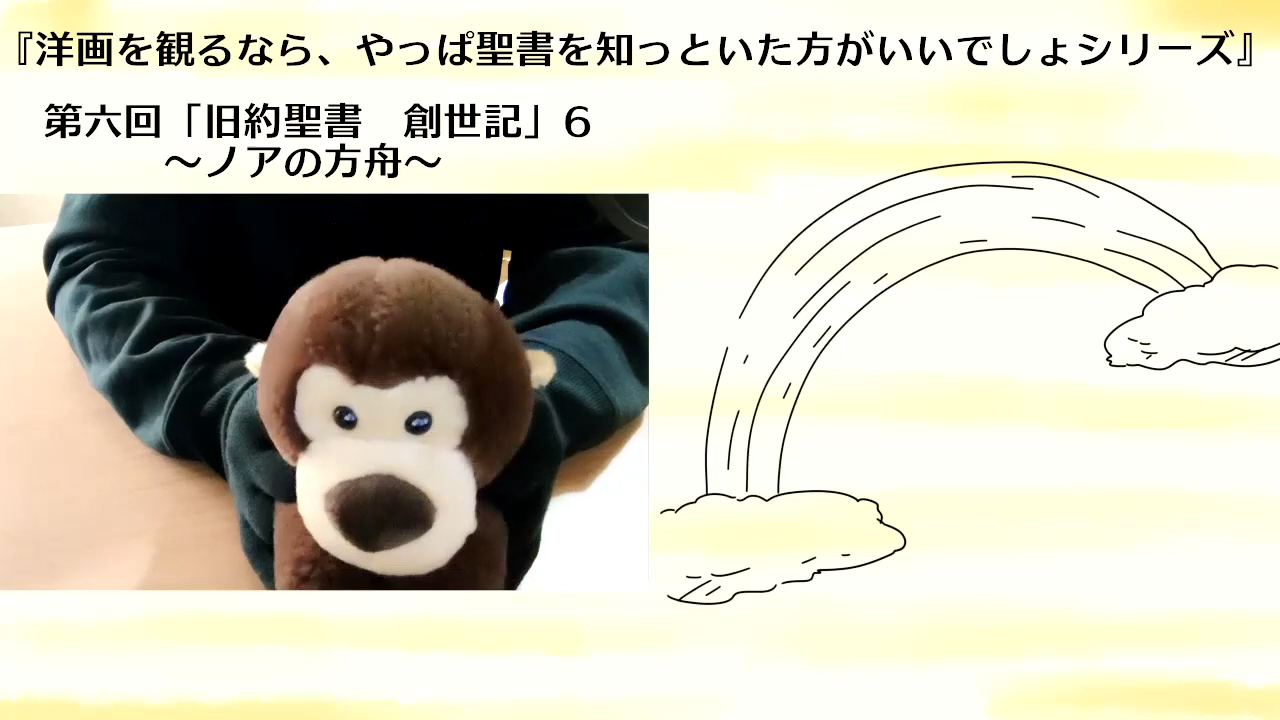 『洋画を観るなら、やっぱ聖書を知っといた方がいいでしょシリーズ』
第六回「旧約聖書　創世記」６
～ノアの方舟～